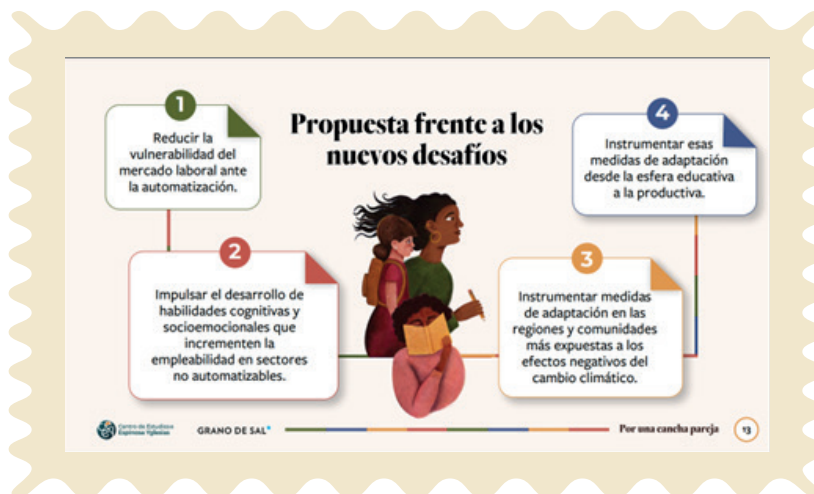 Propuesta frente a los
nuevos desafíos
1
Reducir la
vulnerabilidad del
mercado laboral ante
la automatización.
2
Impulsar el desarrollo de
habilidades cognitivas y
socioemocionales que
incrementen la
empleabilidad en sectores
no automatizables.
3
Instrumentar medidas
de adaptación en las
regiones y comunidades
más expuestas a los
efectos negativos del
cambio climático.
4
Instrumentar esas
medidas de adaptación
desde la esfera educativa
a la productiva.
Centro de Estudios
Espinosa Yglesias
GRANO DE SAL
Por una cancha pareja
13